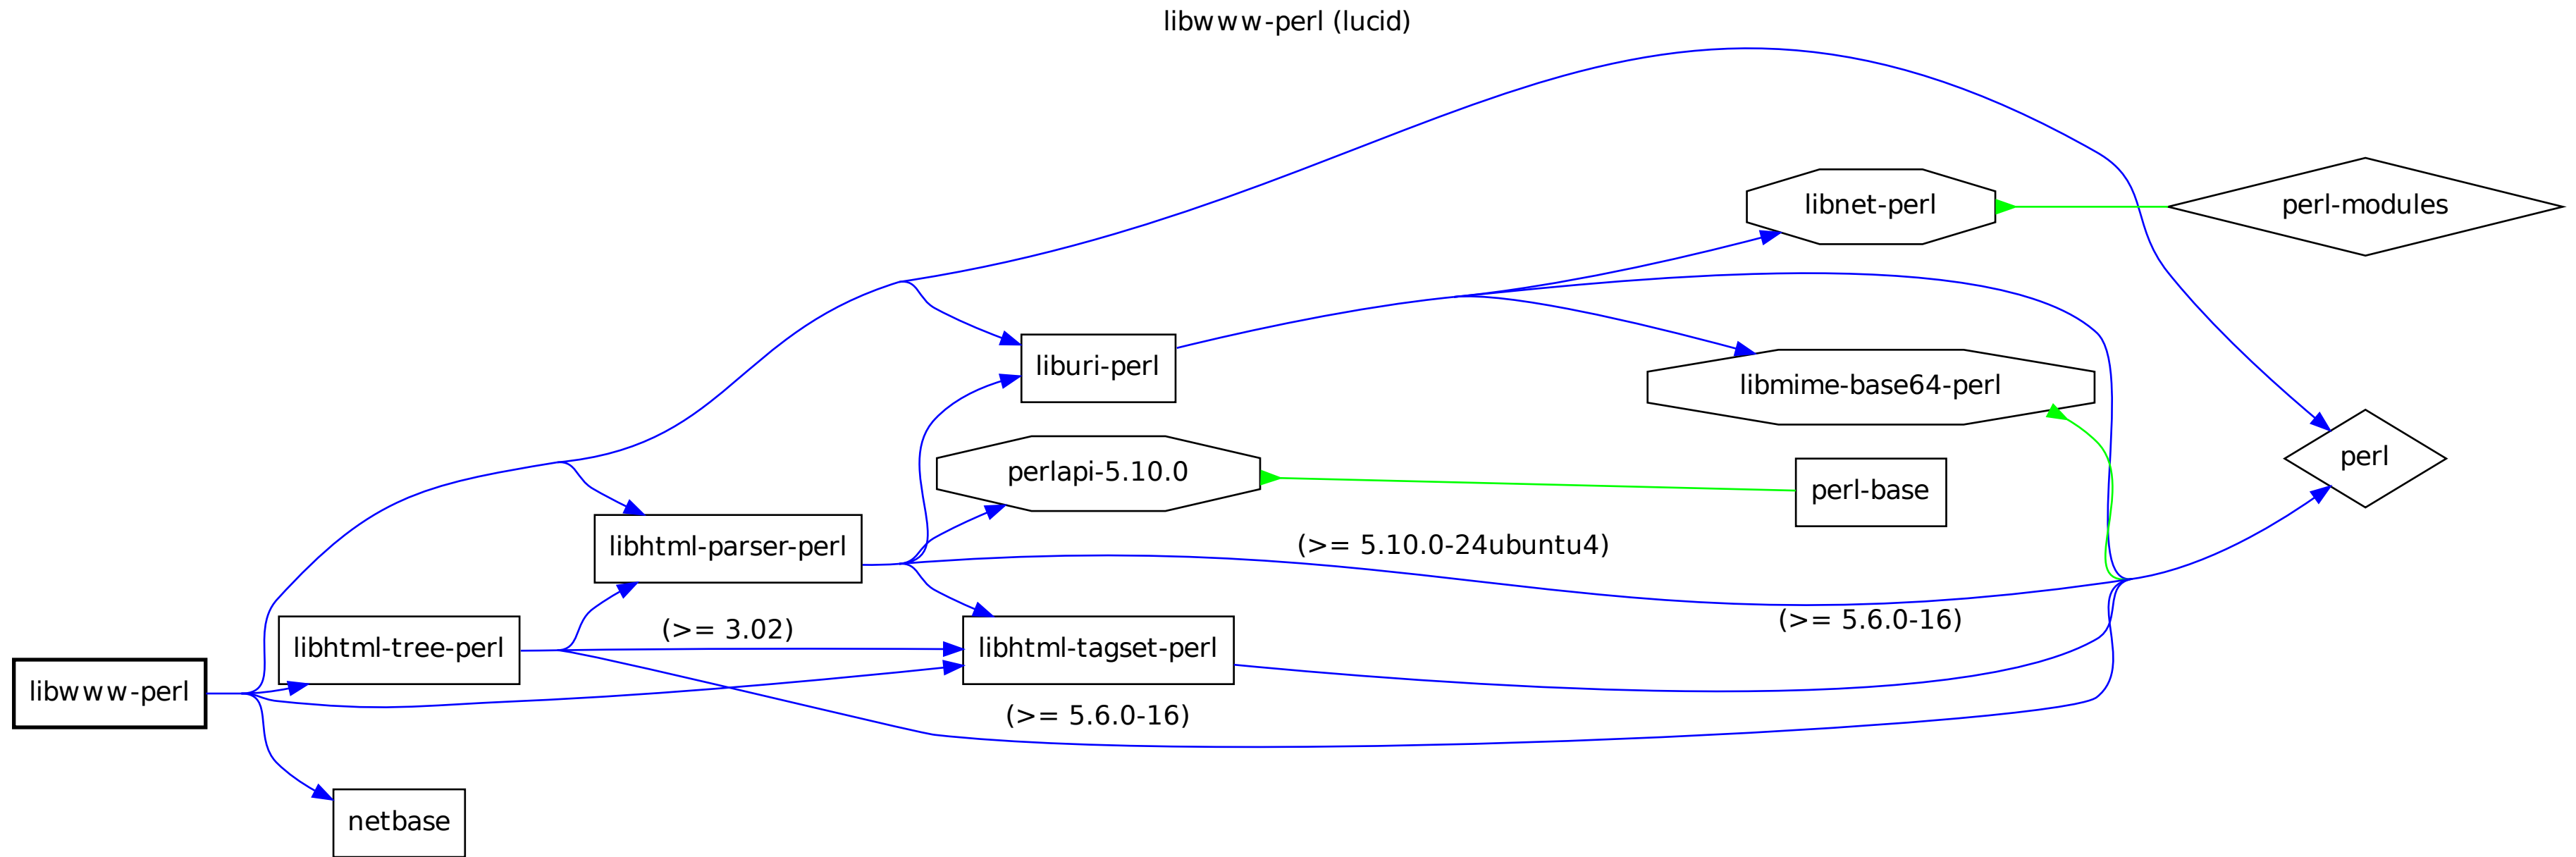 libwww-perl (lucid)
libnet-perl
perl-modules
liburi-perl
libmime-base64-perl
perl
perlapi-5.10.0
perl-base
libhtml-parser-perl
(>= 5.10.0-24ubuntu4)
(>= 5.6.0-16)
(>= 3.02)
libhtml-tree-perl
libhtml-tagset-perl
libwww-perl
(>= 5.6.0-16)
netbase